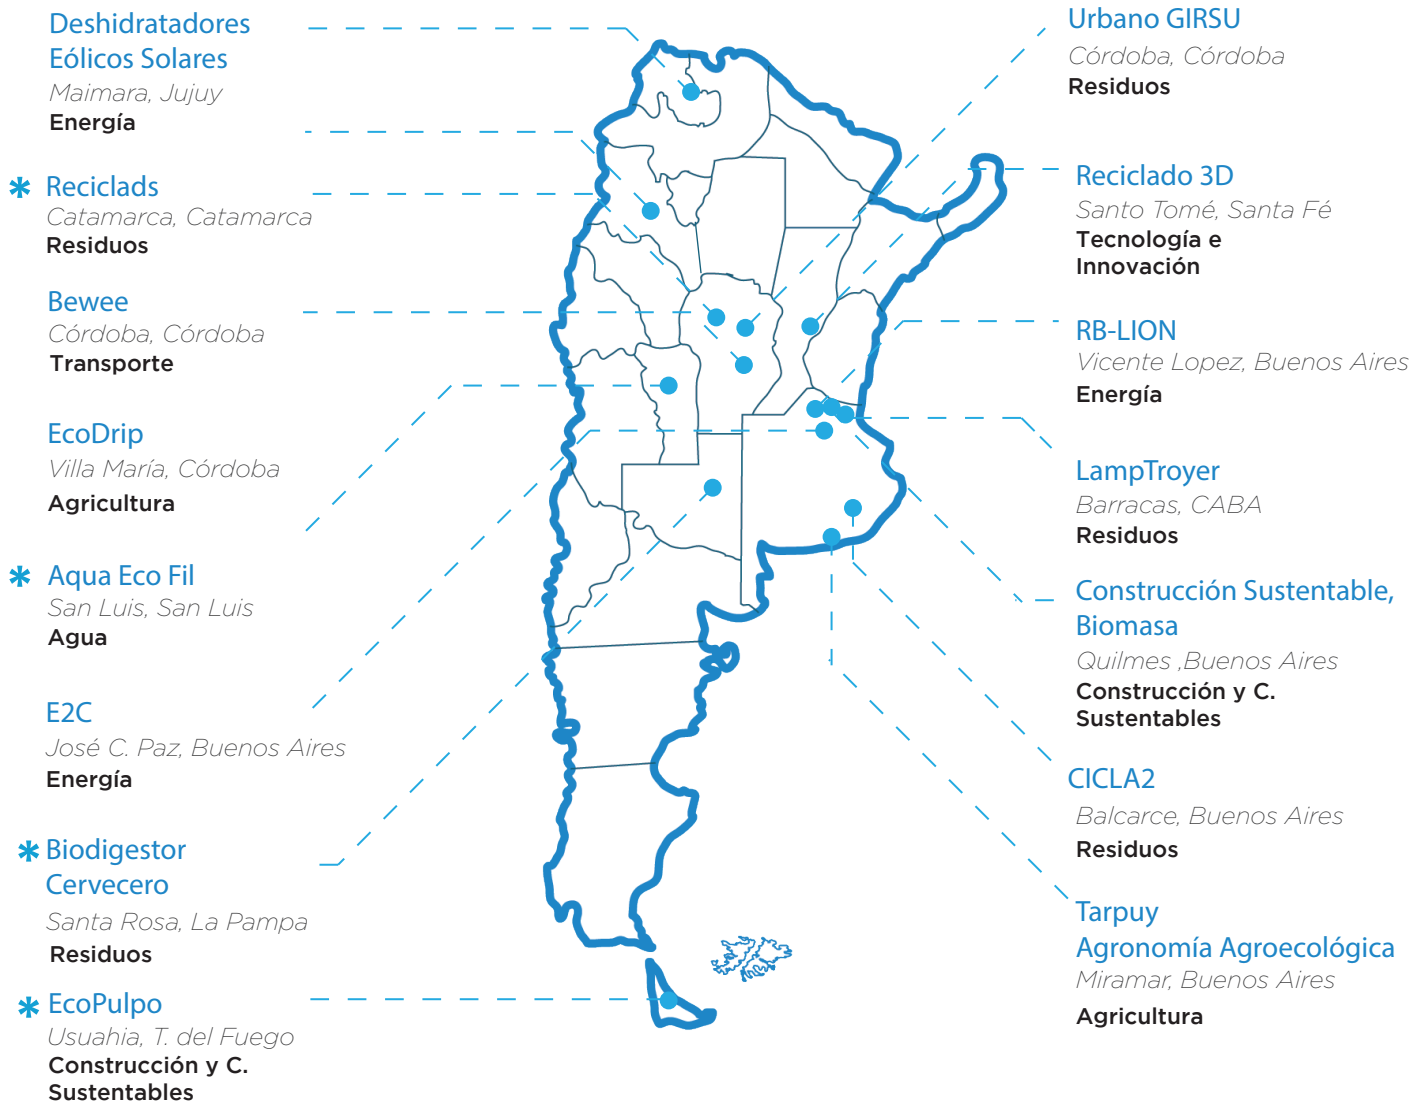 Deshidratadores
Eólicos Solares
Maimara, Jujuy
Energía
* Reciclads
Catamarca, Catamarca
Residuos
Bewee
Córdoba, Córdoba
Transporte
EcoDrip
Villa María, Córdoba
Agricultura
* Aqua Eco Fil
San Luis, San Luis
Agua
E2C
José C. Paz, Buenos Aires
Energía
* Biodigestor
Cervecero
Santa Rosa, La Pampa
Residuos
* EcoPulpo
Usuahia, T. del Fuego
Construcción y C.
Sustentables
Urbano GIRSU
Córdoba, Córdoba
Residuos
Reciclado 3D
Santo Tomé, Santa Fé
Tecnología e
Innovación
RB-LION
Vicente Lopez, Buenos Aires
Energía
LampTroyer
Barracas, CABA
Residuos
Construcción Sustentable,
Biomasa
Quilmes ,Buenos Aires
Construcción y C.
Sustentables
CICLA2
Balcarce, Buenos Aires
Residuos
Tarpuy
Agronomía Agroecológica
Miramar, Buenos Aires
Agricultura